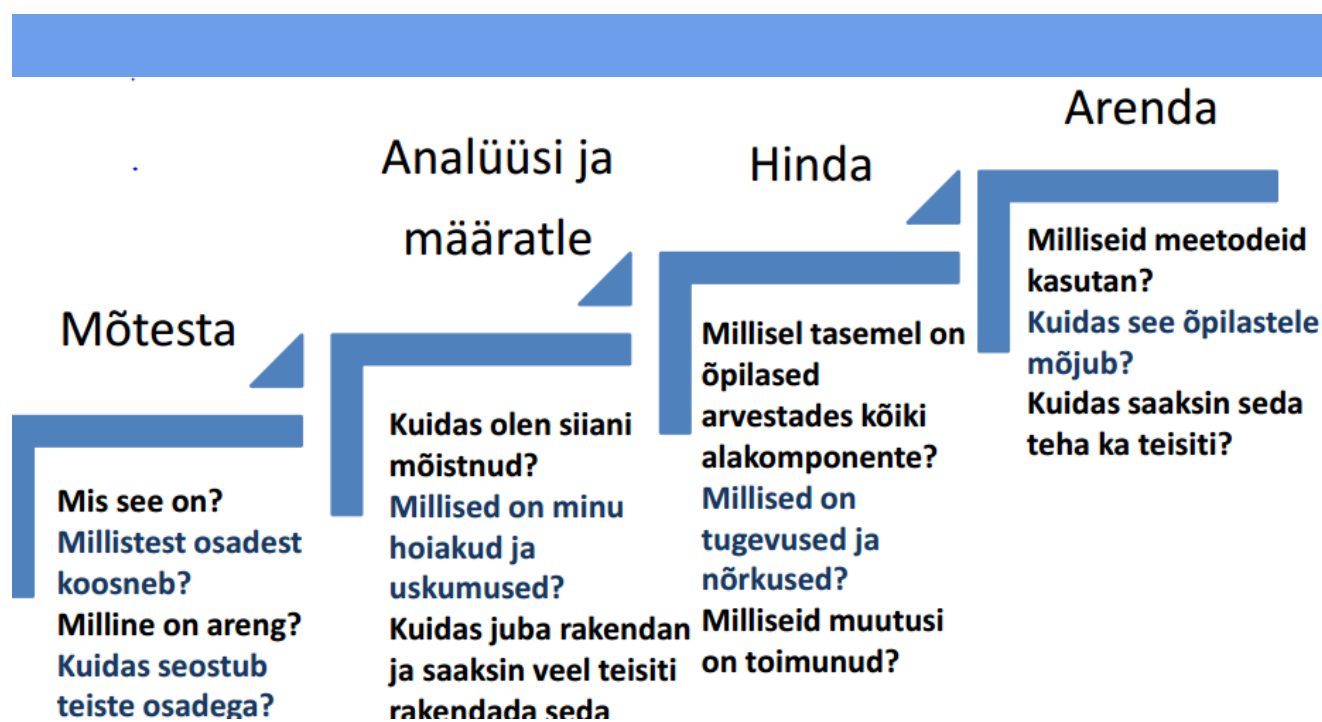 Mõtesta
Mis see on?
Millistest osadest
koosneb?
Milline on areng?
Kuidas seostub
teiste osadega?
Analüüsi ja
määratle
Kuidas olen siiani
mõistnud?
Millised on minu
hoiakud ja
uskumused?
Kuidas juba rakendan
ja saaksin veel teisiti
rakendada seda
Hinda
Millisel tasemel on
õpilased
arvestades kõiki
alakomponente?
Millised on
tugevused ja
nõrkused?
Milliseid muutusi
on toimunud?
Arenda
Milliseid meetodeid
kasutan?
Kuidas see õpilastele
mõjub?
Kuidas saaksin seda
teha ka teisiti?